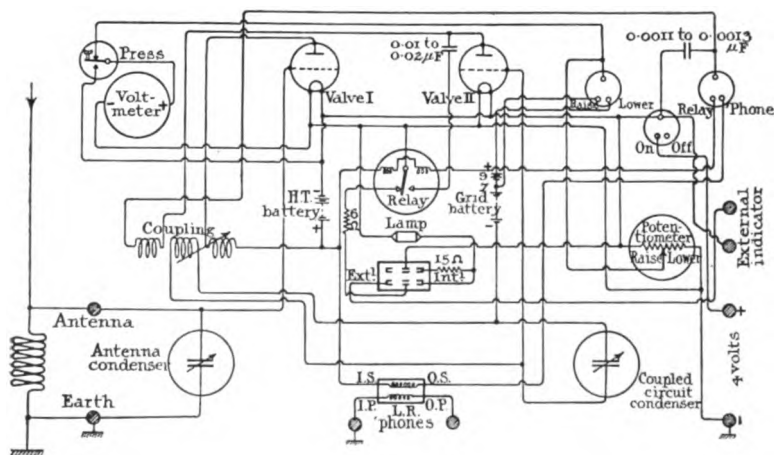 Press
Volt-
meter
- +
Valve I
0·01 to
0·02μF
Valve II
Raise Lower
0·0011 to 0·0013
μF
Relay Phone
On Off
H.T.
battery
-
+
Relay
Grid
battery
+
-
Coupling
Lamp
Ext!
15Ω
Int!
Poten-
tiometer
Raise Lower
External
indicator
Antenna
Antenna
condenser
Earth
I.S. O.S.
I.P. L.R. O.P.
'phones
Coupled
circuit
condenser
+
4 volts
-